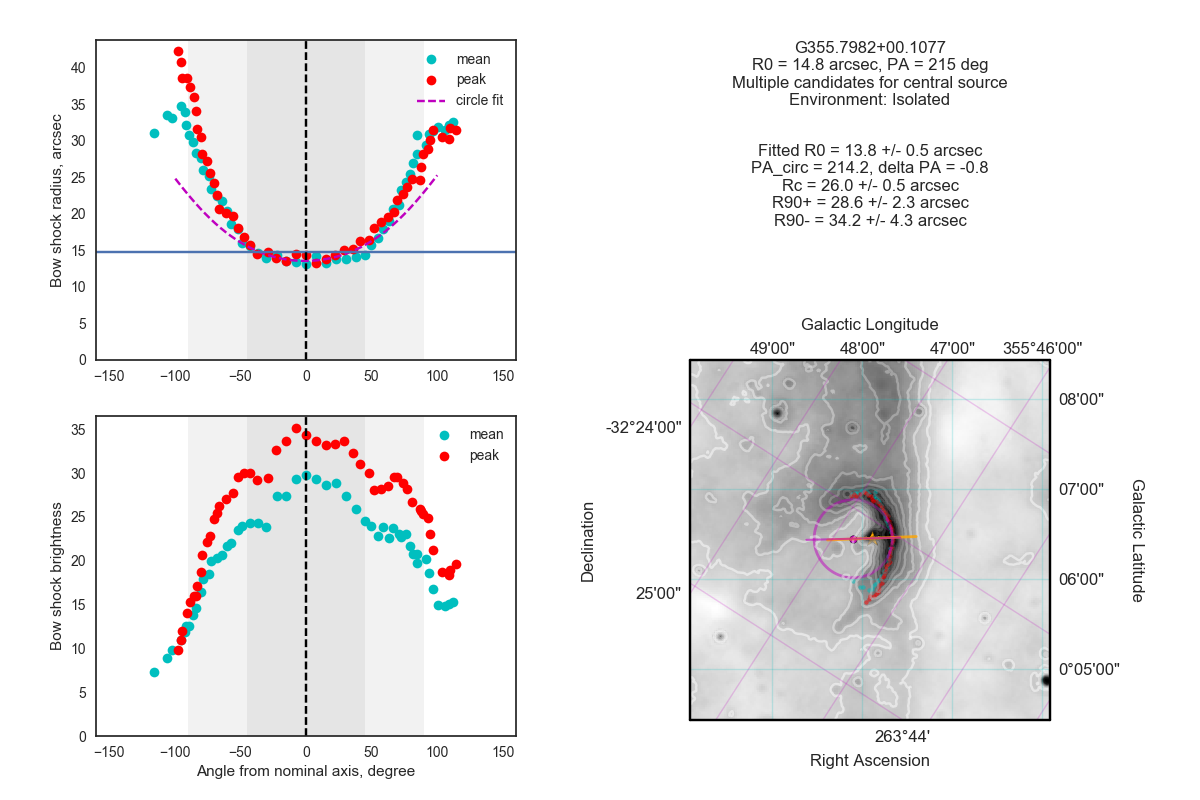 40
35
30
25
20
15
10
5
0
Bow shock radius, arcsec
mean
peak
circle fit
−150
−100
−50
0
50
100
150
35
30
25
20
15
10
5
0
Bow shock brightness
mean
peak
−150
−100
−50
0
50
100
150
Angle from nominal axis, degree
G355.7982+00.1077
R0 = 14.8 arcsec, PA = 215 deg
Multiple candidates for central source
Environment: Isolated
Fitted R0 = 13.8 +/- 0.5 arcsec
PA_circ = 214.2, delta PA = -0.8
Rc = 26.0 +/- 0.5 arcsec
R90+ = 28.6 +/- 2.3 arcsec
R90- = 34.2 +/- 4.3 arcsec
Galactic Longitude
49'00" 48'00" 47'00" 355°46'00"
08'00"
-32°24'00"
07'00"
Galactic Latitude
Declination
06'00"
25'00"
0°05'00"
263°44'
Right Ascension